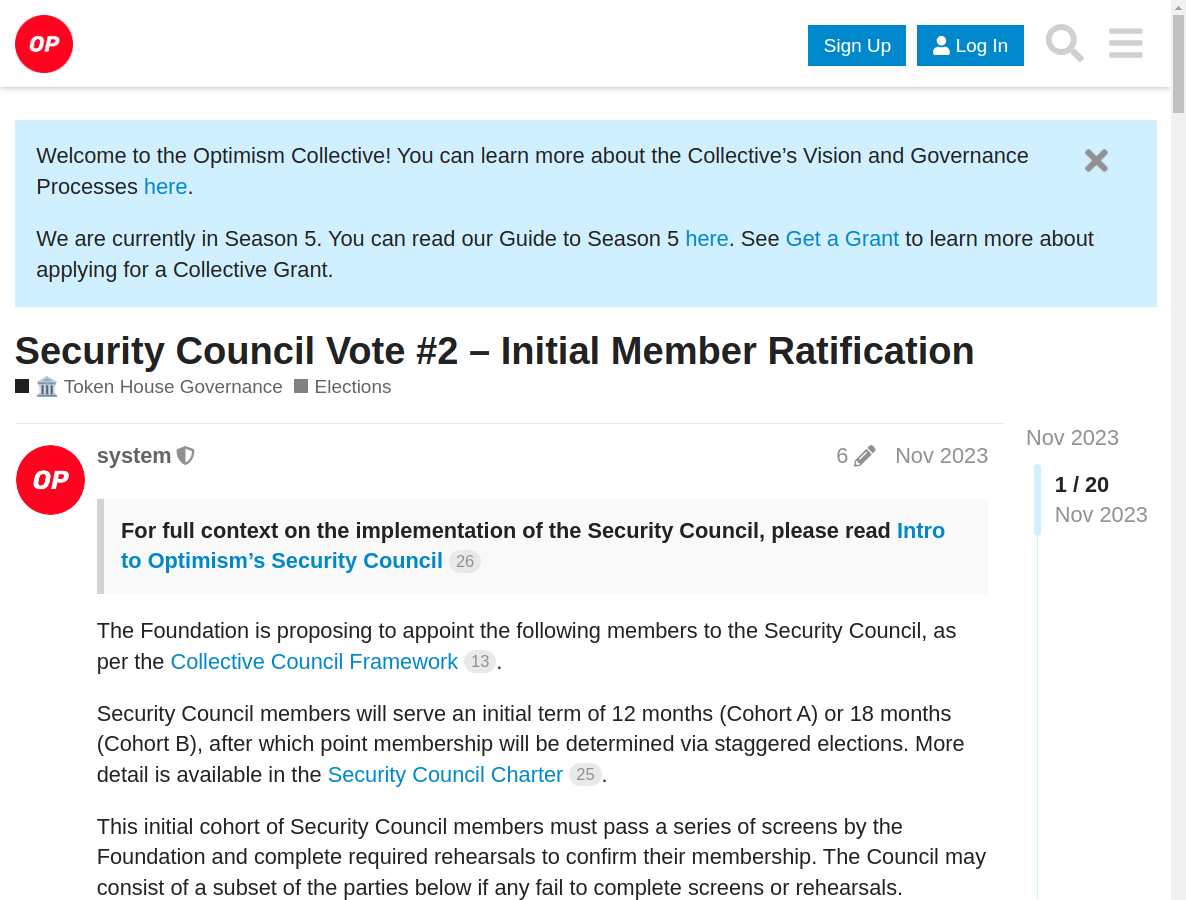 OP
Sign Up
Log In
Welcome to the Optimism Collective! You can learn more about the Collective’s Vision and Governance
Processes here.
We are currently in Season 5. You can read our Guide to Season 5 here. See Get a Grant to learn more about
applying for a Collective Grant.
Security Council Vote #2 – Initial Member Ratification
Token House Governance Elections
Nov 2023
system 6 Nov 2023
OP
1 / 20
Nov 2023
For full context on the implementation of the Security Council, please read Intro
to Optimism’s Security Council 26
The Foundation is proposing to appoint the following members to the Security Council, as
per the Collective Council Framework 13.
Security Council members will serve an initial term of 12 months (Cohort A) or 18 months
(Cohort B), after which point membership will be determined via staggered elections. More
detail is available in the Security Council Charter 25.
This initial cohort of Security Council members must pass a series of screens by the
Foundation and complete required rehearsals to confirm their membership. The Council may
consist of a subset of the parties below if any fail to complete screens or rehearsals.